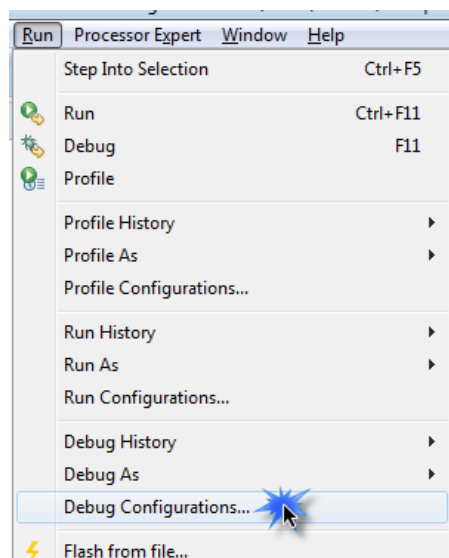 Run Processor Expert Window Help
Step Into Selection Ctrl+F5
Run Ctrl+F11
Debug F11
Profile
Profile History
Profile As
Profile Configurations...
Run History
Run As
Run Configurations...
Debug History
Debug As
Debug Configurations...
Flash from file...